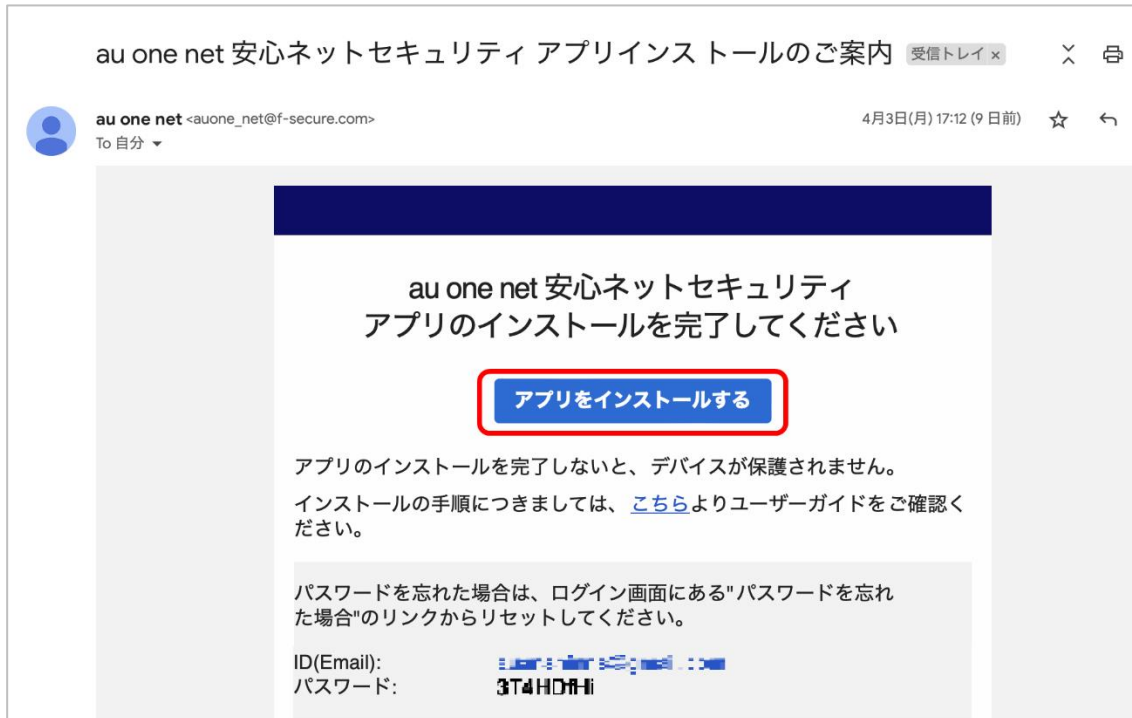 au one net 安心ネットセキュリティ アプリインストールのご案内 受信トレイ ×
au one net <auone_net@f-secure.com> 4月3日(月) 17:12 (9 日前)
To 自分
au one net 安心ネットセキュリティ
アプリのインストールを完了してください
アプリをインストールする
アプリのインストールを完了しないと、デバイスが保護されません。
インストールの手順につきましては、こちらよりユーザーガイドをご確認く
ださい。
パスワードを忘れた場合は、ログイン画面にある"パスワードを忘れ
た場合"のリンクからリセットしてください。
ID(Email):
パスワード: